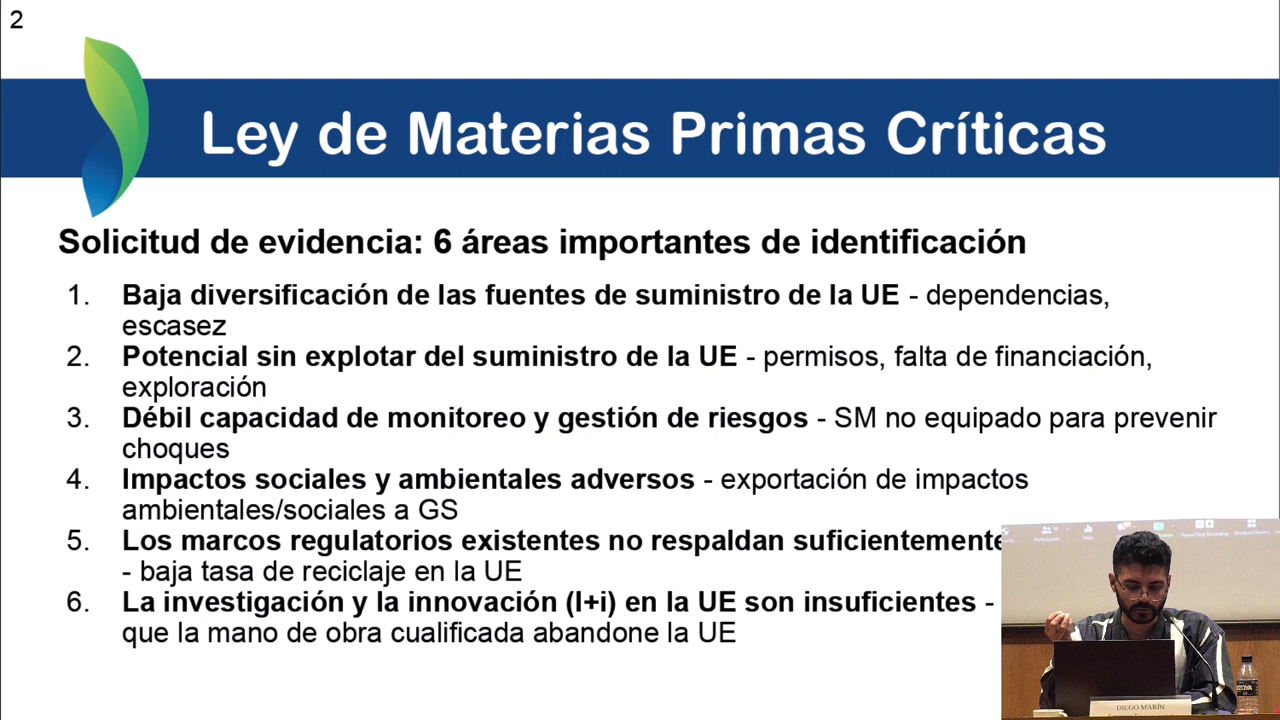 2
Ley de Materias Primas Críticas
Solicitud de evidencia: 6 áreas importantes de identificación
1. Baja diversificación de las fuentes de suministro de la UE - dependencias,
escasez
2. Potencial sin explotar del suministro de la UE - permisos, falta de financiación,
exploración
3. Débil capacidad de monitoreo y gestión de riesgos - SM no equipado para prevenir
choques
4. Impactos sociales y ambientales adversos - exportación de impactos
ambientales/sociales a GS
5. Los marcos regulatorios existentes no respaldan suficientemente
- baja tasa de reciclaje en la UE
6. La investigación y la innovación (I+i) en la UE son insuficientes -
que la mano de obra cualificada abandone la UE
DIEGO MARÍN